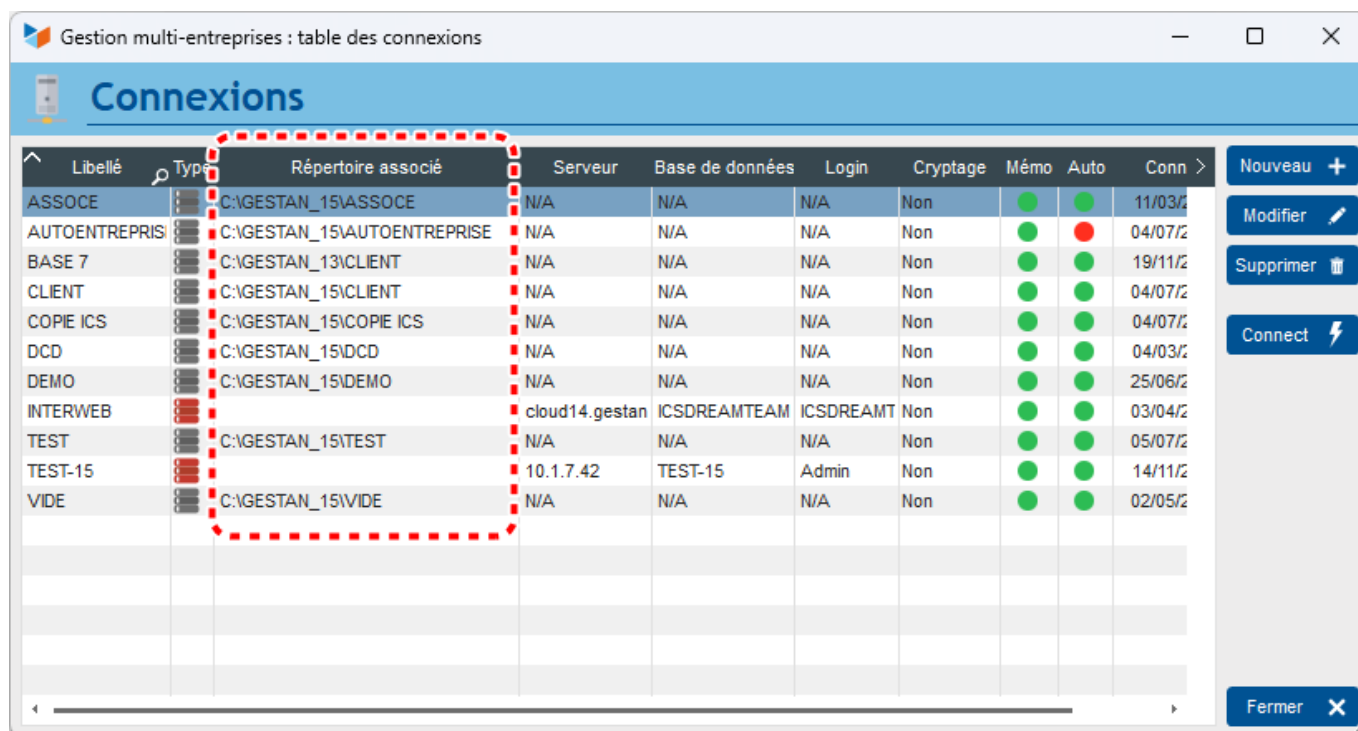 Gestion multi-entreprises : table des connexions
Connexions
Libellé Type Répertoire associé Serveur Base de données Login Cryptage Mémo Auto Conn
Nouveau
ASSOCE C:\GESTAN_15\ASSOCE N/A N/A N/A Non 11/03/2
Modifier
AUTOENTREPRIS C:\GESTAN_15\AUTOENTREPRISE N/A N/A N/A Non 04/07/2
BASE 7 C:\GESTAN_13\CLIENT N/A N/A N/A Non 19/11/2
Supprimer
CLIENT C:\GESTAN_15\CLIENT N/A N/A N/A Non 04/07/2
COPIE ICS C:\GESTAN_15\COPIE ICS N/A N/A N/A Non 04/07/2
Connect
DCD C:\GESTAN_15\DCD N/A N/A N/A Non 04/03/2
DEMO C:\GESTAN_15\DEMO N/A N/A N/A Non 25/06/2
INTERWEB cloud14.gestan ICSDREAMTEAM ICSDREAMT Non 03/04/2
TEST C:\GESTAN_15\TEST N/A N/A N/A Non 05/07/2
TEST-15 10.1.7.42 TEST-15 Admin Non 14/11/2
VIDE C:\GESTAN_15\VIDE N/A N/A N/A Non 02/05/2
Fermer